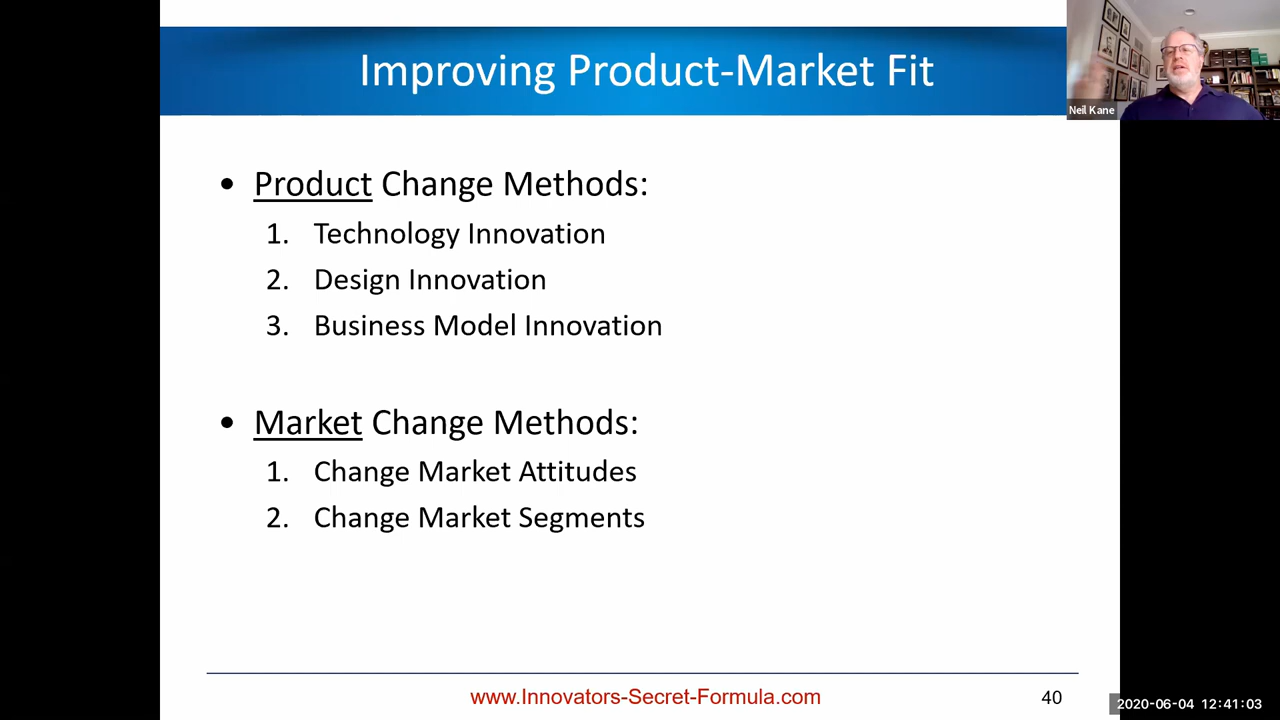 Improving Product-Market Fit
Neil Kane
• Product Change Methods:
1. Technology Innovation
2. Design Innovation
3. Business Model Innovation
• Market Change Methods:
1. Change Market Attitudes
2. Change Market Segments
www.Innovators-Secret-Formula.com
40
2020-06-04 12:41:03